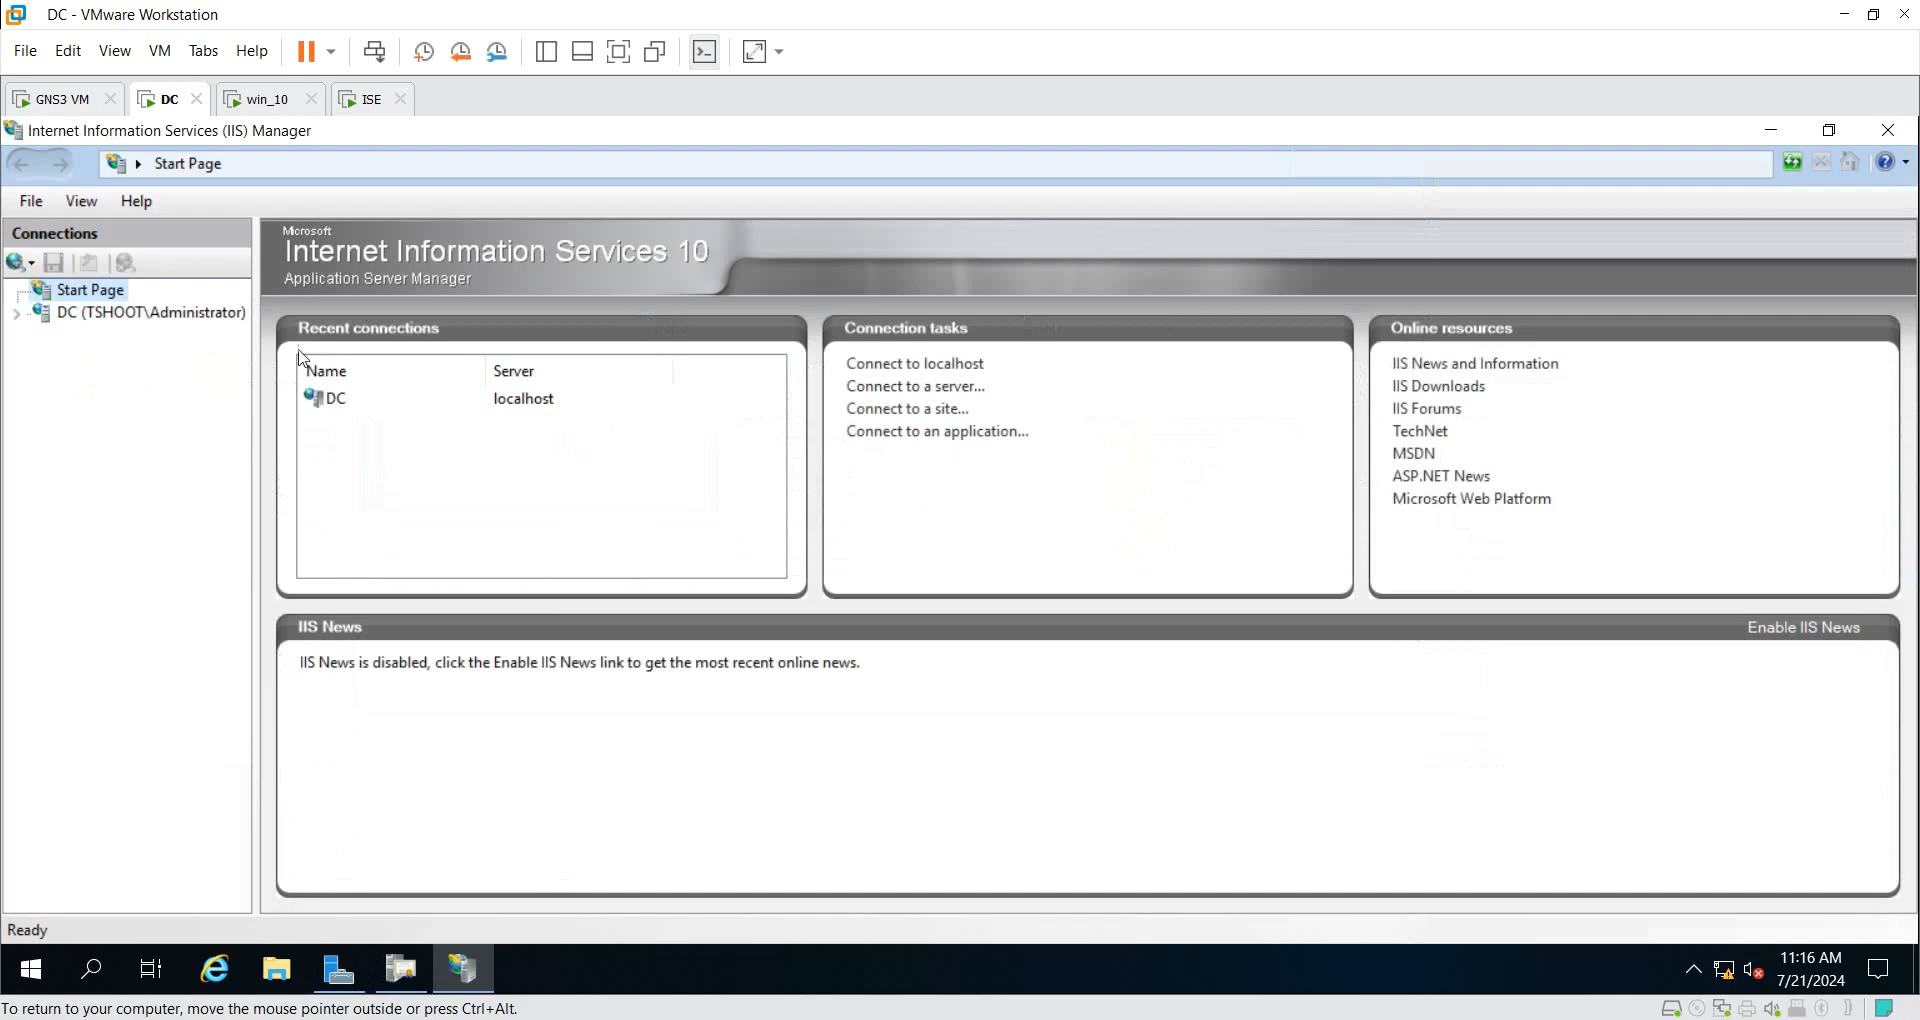 DC - VMware Workstation
File Edit View VM Tabs Help
GNS3 VM DC win_10 ISE
Internet Information Services (IIS) Manager
Start Page
File View Help
Connections
Start Page
DC (TSHOOT\Administrator)
Microsoft
Internet Information Services 10
Application Server Manager
Recent connections
Name Server
DC localhost
Connection tasks
Connect to localhost
Connect to a server...
Connect to a site...
Connect to an application...
Online resources
IIS News and Information
IIS Downloads
IIS Forums
TechNet
MSDN
ASP.NET News
Microsoft Web Platform
IIS News Enable IIS News
IIS News is disabled, click the Enable IIS News link to get the most recent online news.
Ready
11:16 AM
7/21/2024
To return to your computer, move the mouse pointer outside or press Ctrl+Alt.